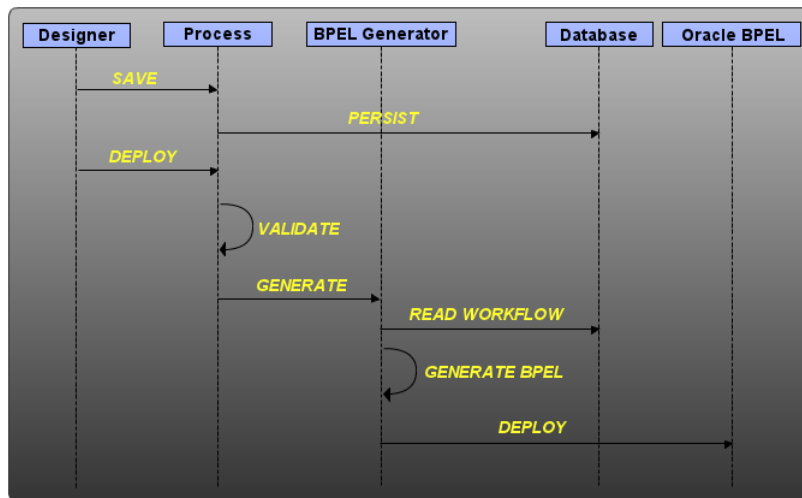 Designer Process BPEL Generator Database Oracle BPEL
SAVE
PERSIST
DEPLOY
VALIDATE
GENERATE
READ WORKFLOW
GENERATE BPEL
DEPLOY